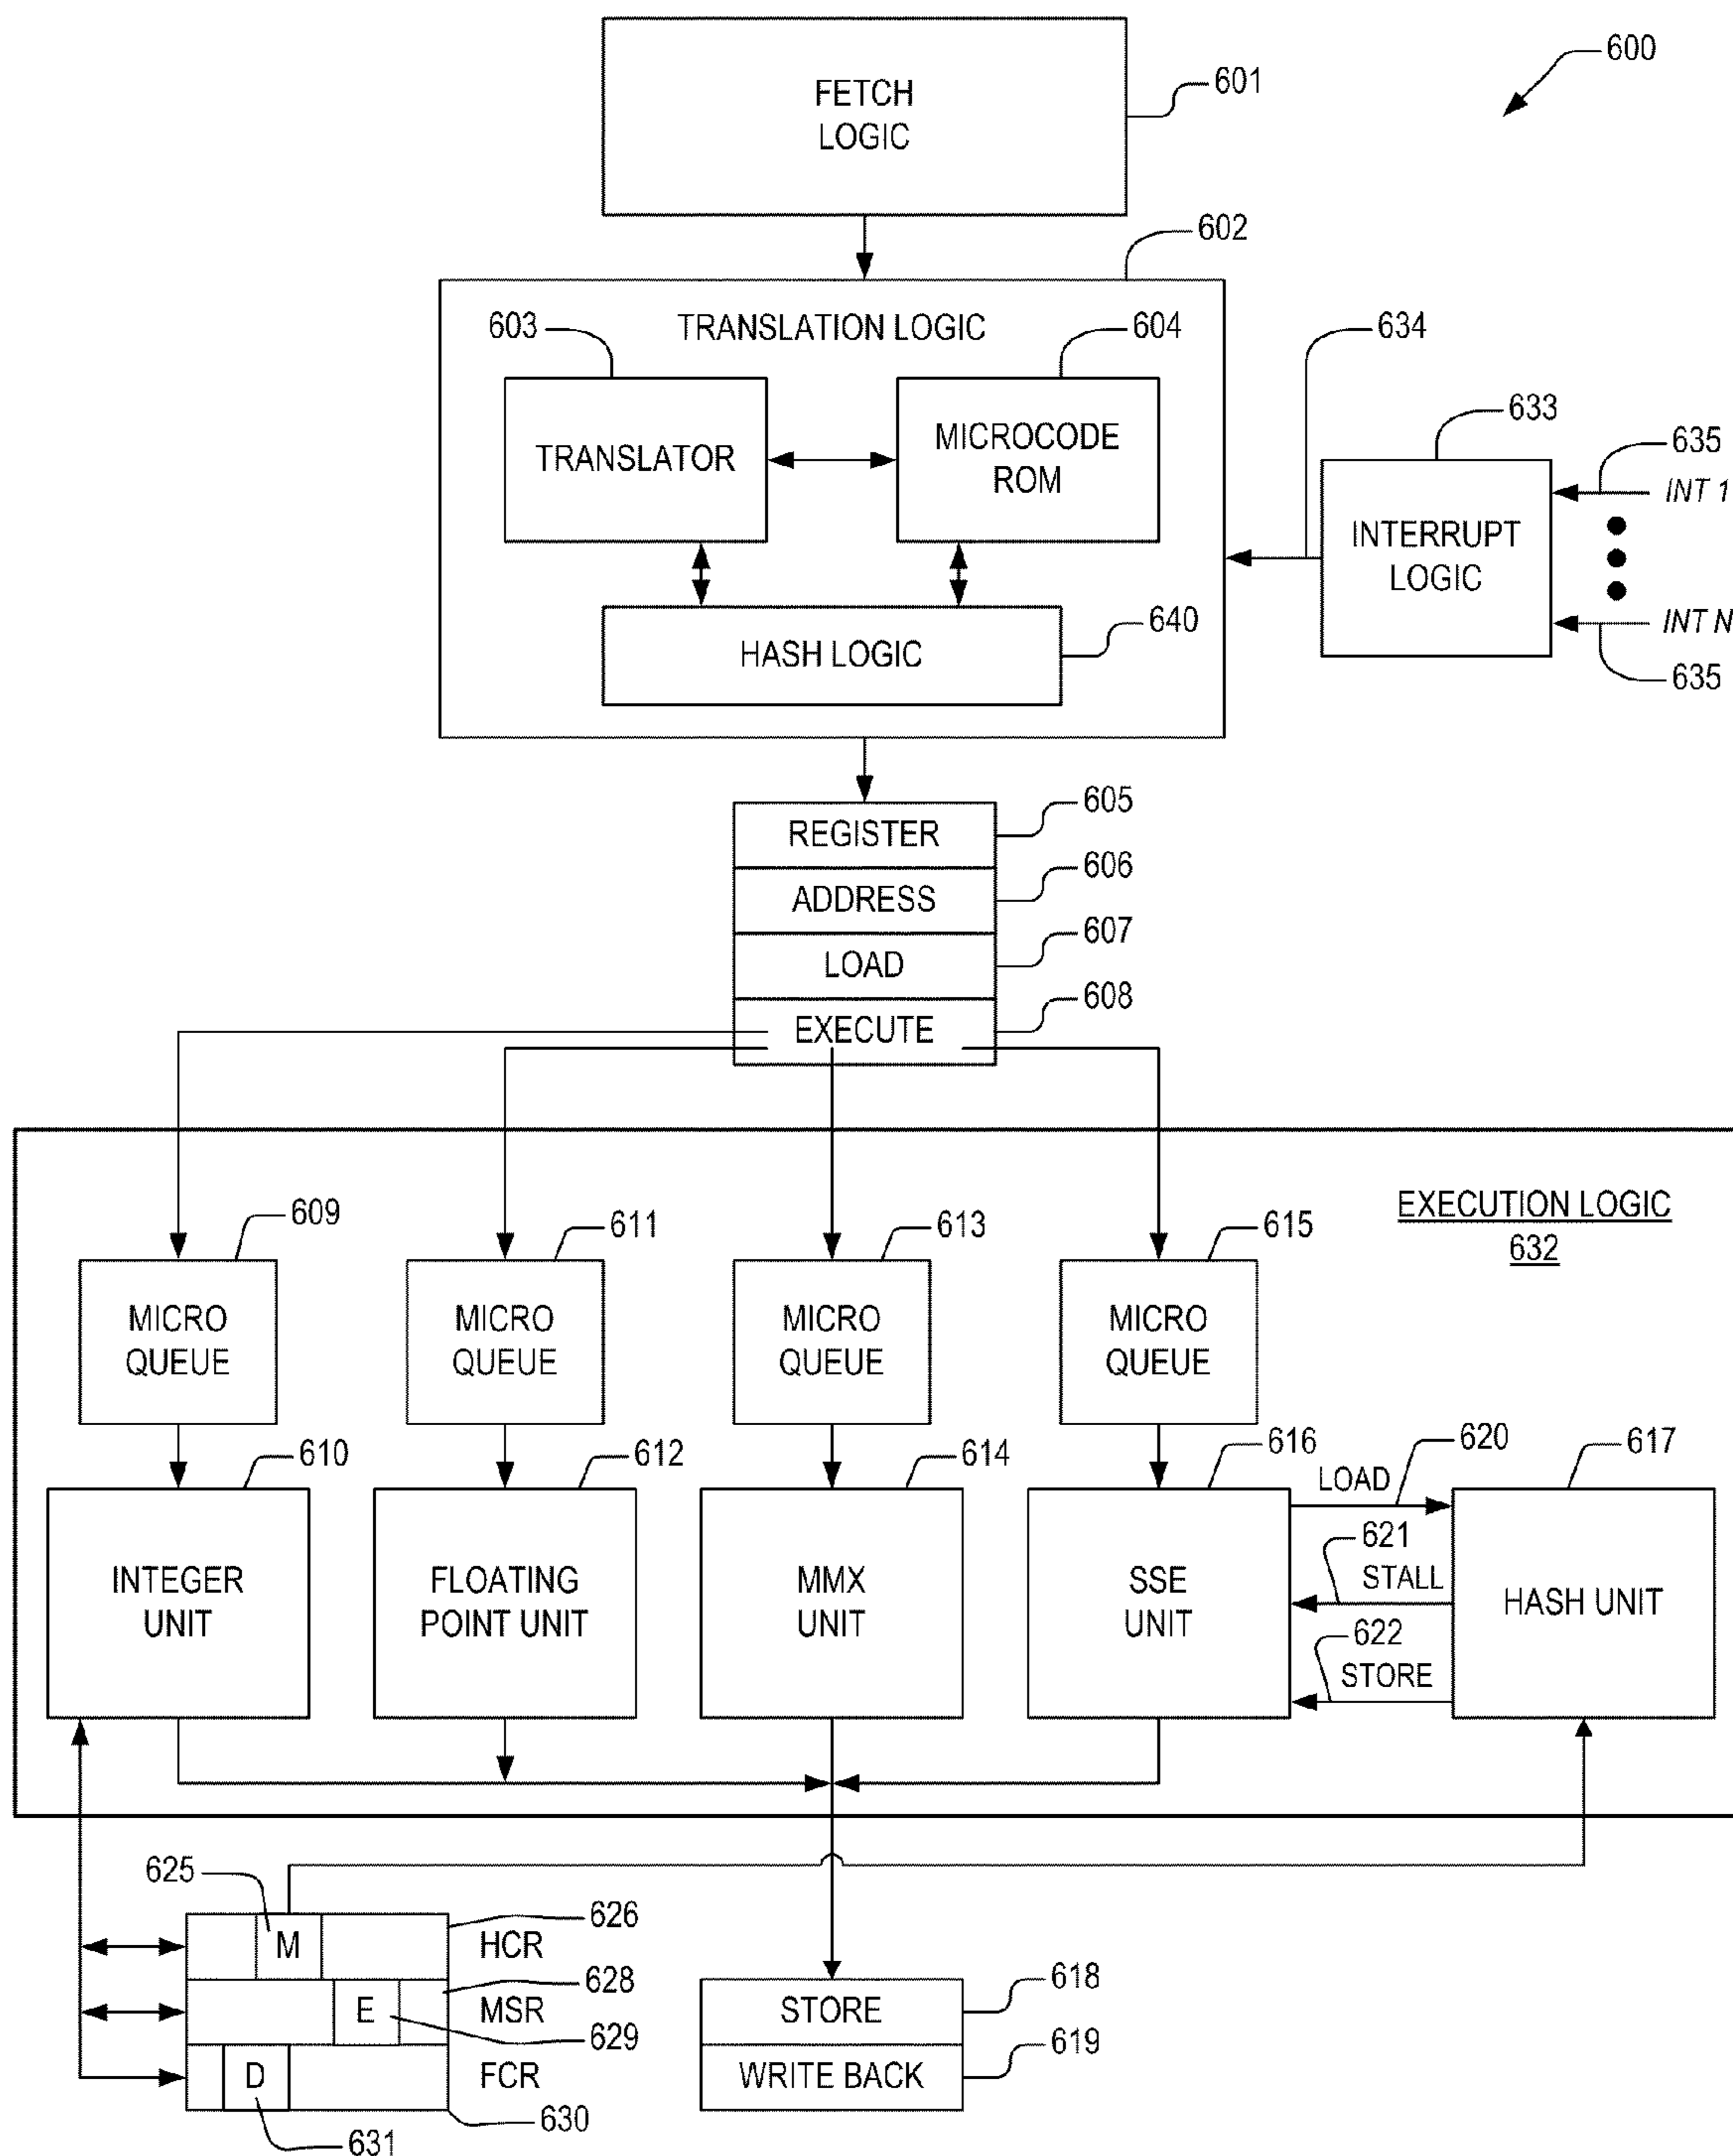 600
FETCH
LOGIC
601
602
TRANSLATION LOGIC
603
604
634
TRANSLATOR
MICROCODE
ROM
633
635
INT 1
INTERRUPT
LOGIC
INT N
635
HASH LOGIC
640
REGISTER
605
ADDRESS
606
LOAD
607
EXECUTE
608
EXECUTION LOGIC
632
609
611
613
615
MICRO
QUEUE
MICRO
QUEUE
MICRO
QUEUE
MICRO
QUEUE
610
612
614
616
620
617
LOAD
621
STALL
622
STORE
INTEGER
UNIT
FLOATING
POINT UNIT
MMX
UNIT
SSE
UNIT
HASH UNIT
625
M
626
HCR
628
E
MSR
629
D
FCR
630
631
STORE
618
WRITE BACK
619